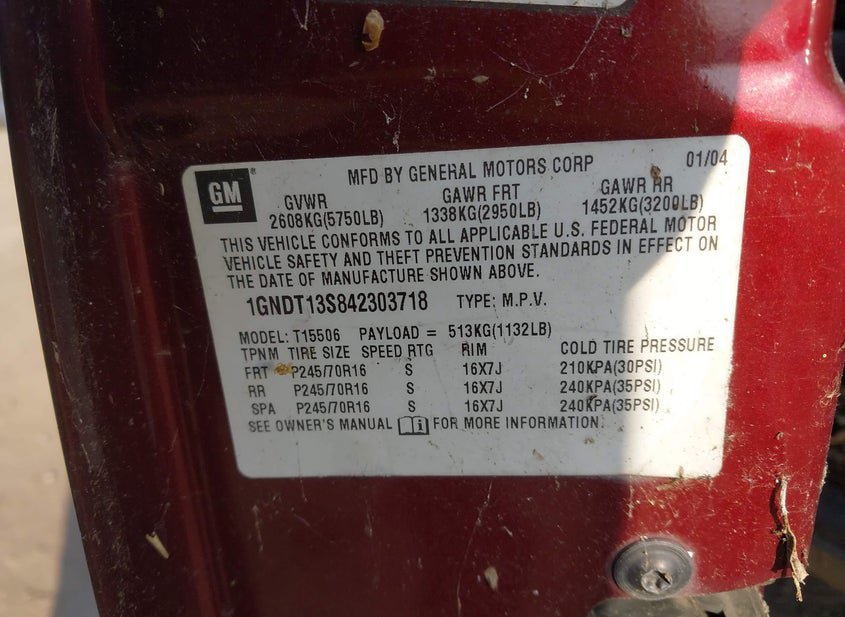 GM
MFD BY GENERAL MOTORS CORP 01/04
GVWR GAWR FRT GAWR RR
2608KG(5750LB) 1338KG(2950LB) 1452KG(3200LB)
THIS VEHICLE CONFORMS TO ALL APPLICABLE U.S. FEDERAL MOTOR
VEHICLE SAFETY AND THEFT PREVENTION STANDARDS IN EFFECT ON
THE DATE OF MANUFACTURE SHOWN ABOVE.
1GNDT13S842303718 TYPE: M.P.V.
MODEL: T15506 PAYLOAD = 513KG(1132LB)
TPNM TIRE SIZE SPEED RTG RIM COLD TIRE PRESSURE
FRT P245/70R16 S 16X7J 210KPA(30PSI)
RR P245/70R16 S 16X7J 240KPA(35PSI)
SPA P245/70R16 S 16X7J 240KPA(35PSI)
SEE OWNER'S MANUAL i FOR MORE INFORMATION.